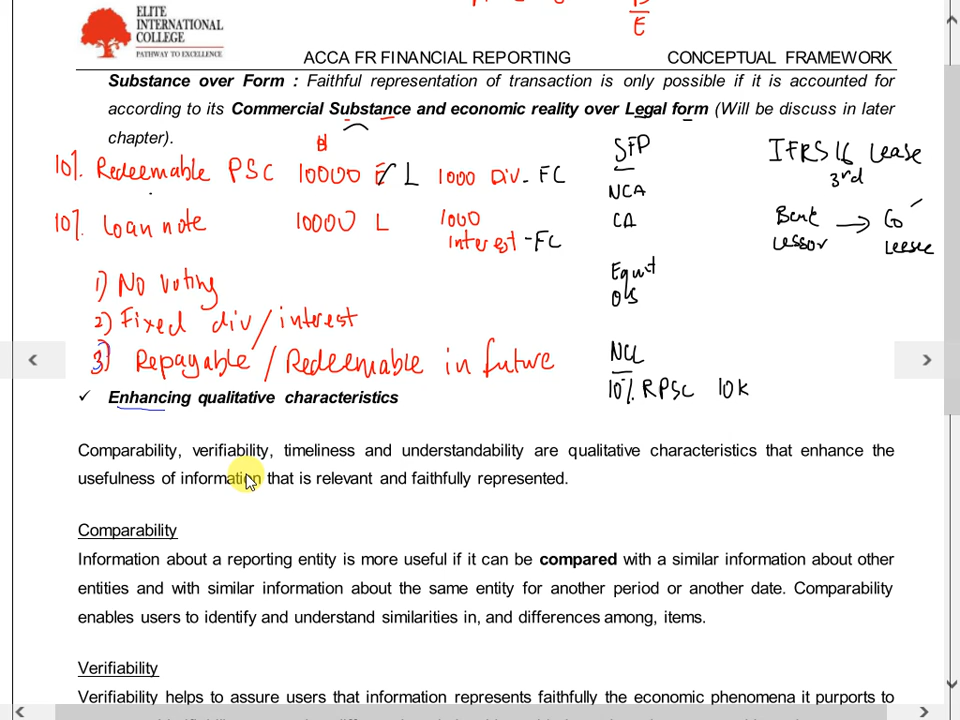 D
E
ELITE
INTERNATIONAL
COLLEGE
PATHWAY TO EXCELLENCE
ACCA FR FINANCIAL REPORTING CONCEPTUAL FRAMEWORK
Substance over Form : Faithful representation of transaction is only possible if it is accounted for
according to its Commercial Substance and economic reality over Legal form (Will be discuss in later
chapter).
10% Redeemable PSC 10000 E/L 1000 Div - FC
10% Loan note 10000 L 1000
interest - FC
1) No voting
2) Fixed div/interest
3) Repayable / Redeemable in future
SFP
NCA
CA
Equit
OS
NCL
10% RPSC 10K
IFRS 16 Lease
3rd
Bank → Co
Lessor Leasee
✓ Enhancing qualitative characteristics
Comparability, verifiability, timeliness and understandability are qualitative characteristics that enhance the
usefulness of information that is relevant and faithfully represented.
Comparability
Information about a reporting entity is more useful if it can be compared with a similar information about other
entities and with similar information about the same entity for another period or another date. Comparability
enables users to identify and understand similarities in, and differences among, items.
Verifiability
Verifiability helps to assure users that information represents faithfully the economic phenomena it purports to